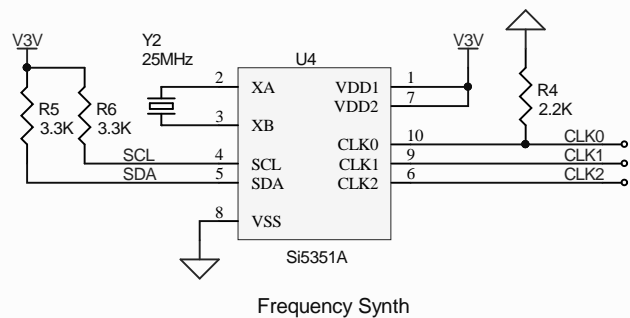 V3V
Y2
25MHz
U4
V3V
R5
3.3K
R6
3.3K
R4
2.2K
2 XA
3 XB
4 SCL
5 SDA
8 VSS
VDD1 1
VDD2 7
CLK0 10
CLK1 9
CLK2 6
SCL
SDA
CLK0
CLK1
CLK2
Si5351A
Frequency Synth